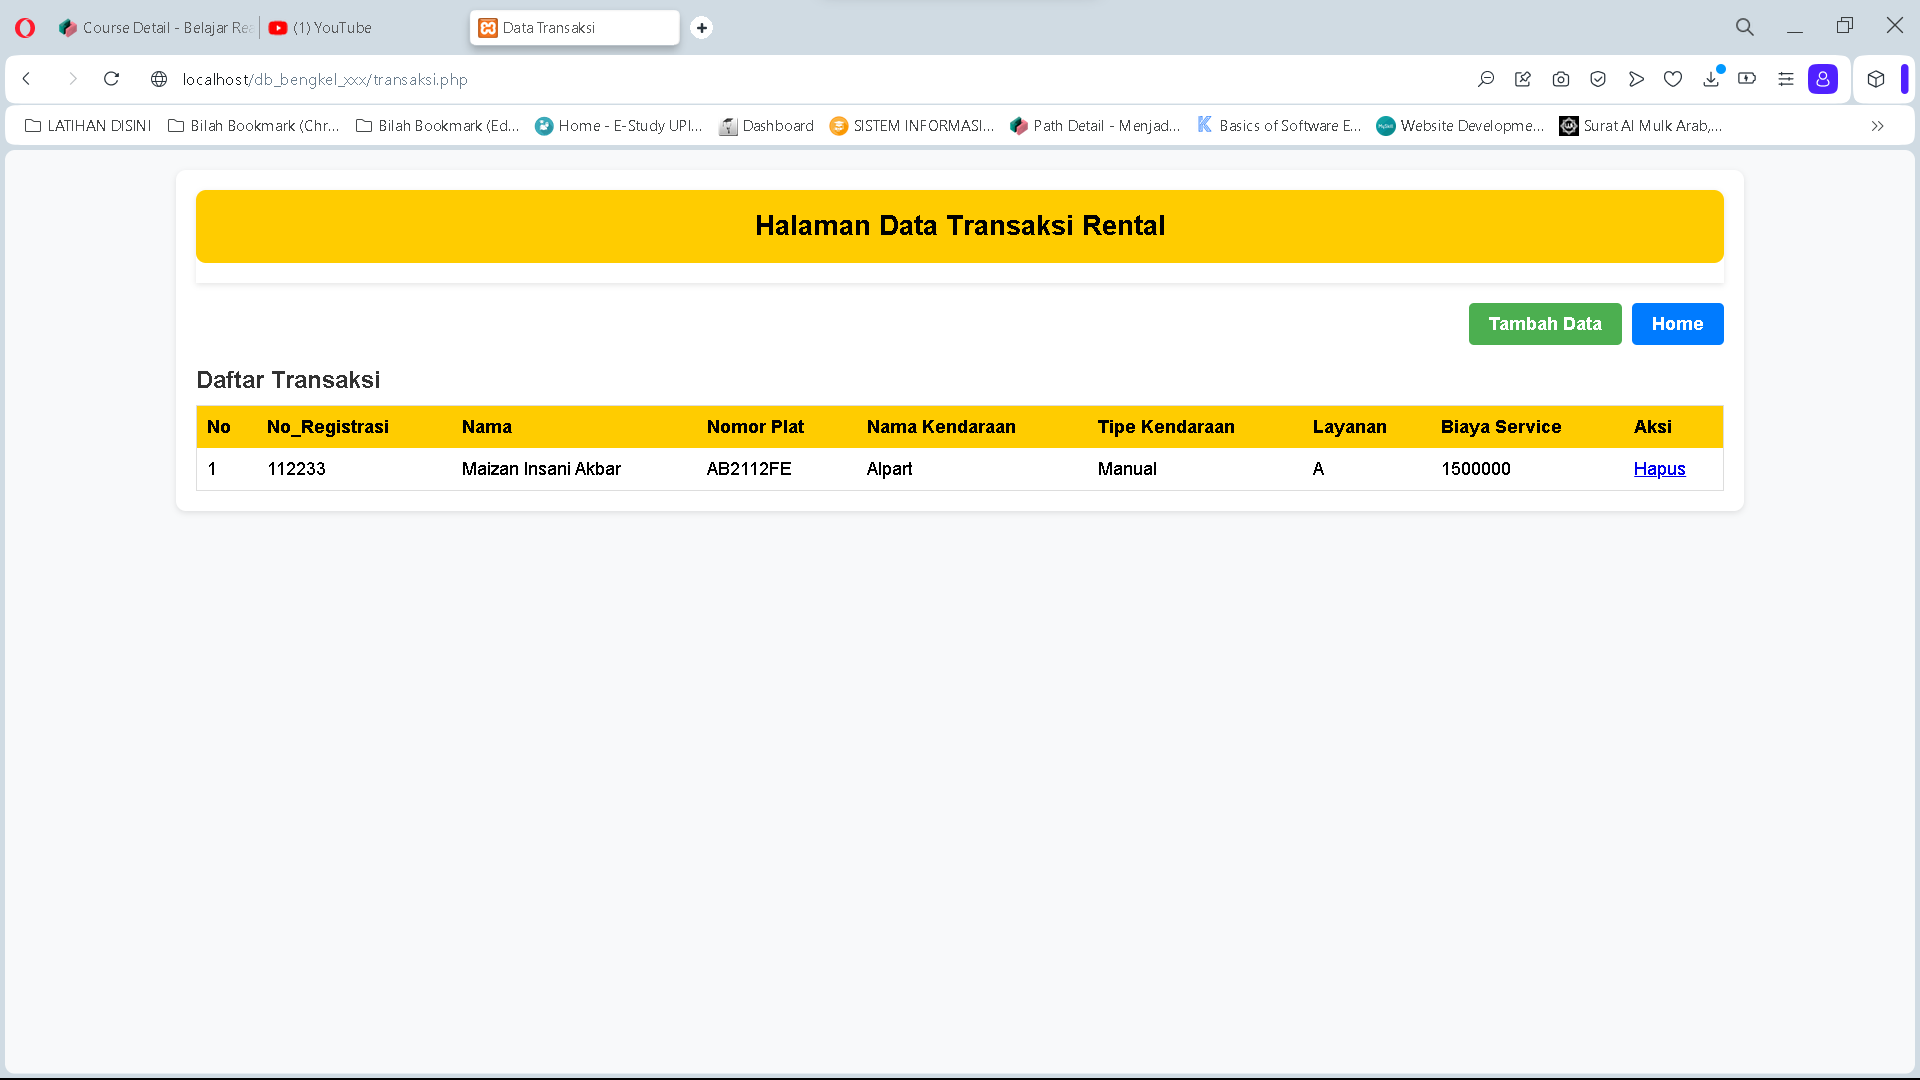 Course Detail - Belajar Rea
(1) YouTube
Data Transaksi
localhost/db_bengkel_xxx/transaksi.php
LATIHAN DISINI
Bilah Bookmark (Chr...
Bilah Bookmark (Ed...
Home - E-Study UPI...
Dashboard
SISTEM INFORMASI...
Path Detail - Menjad...
Basics of Software E...
Website Developme...
Surat Al Mulk Arab,...
Halaman Data Transaksi Rental
Tambah Data
Home
Daftar Transaksi
No No_Registrasi Nama Nomor Plat Nama Kendaraan Tipe Kendaraan Layanan Biaya Service Aksi
1 112233 Maizan Insani Akbar AB2112FE Alpart Manual A 1500000 Hapus